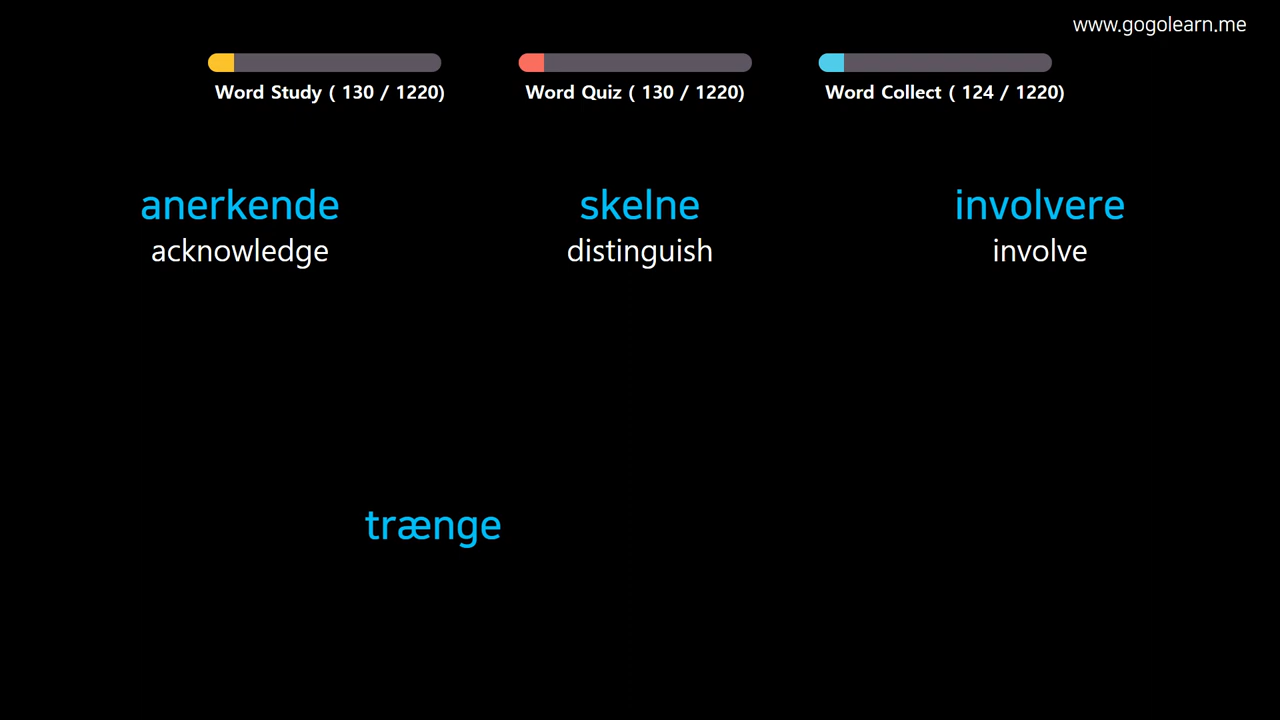 www.gogolearn.me
Word Study ( 130 / 1220)
Word Quiz ( 130 / 1220)
Word Collect ( 124 / 1220)
anerkende
acknowledge
skelne
distinguish
involvere
involve
trænge